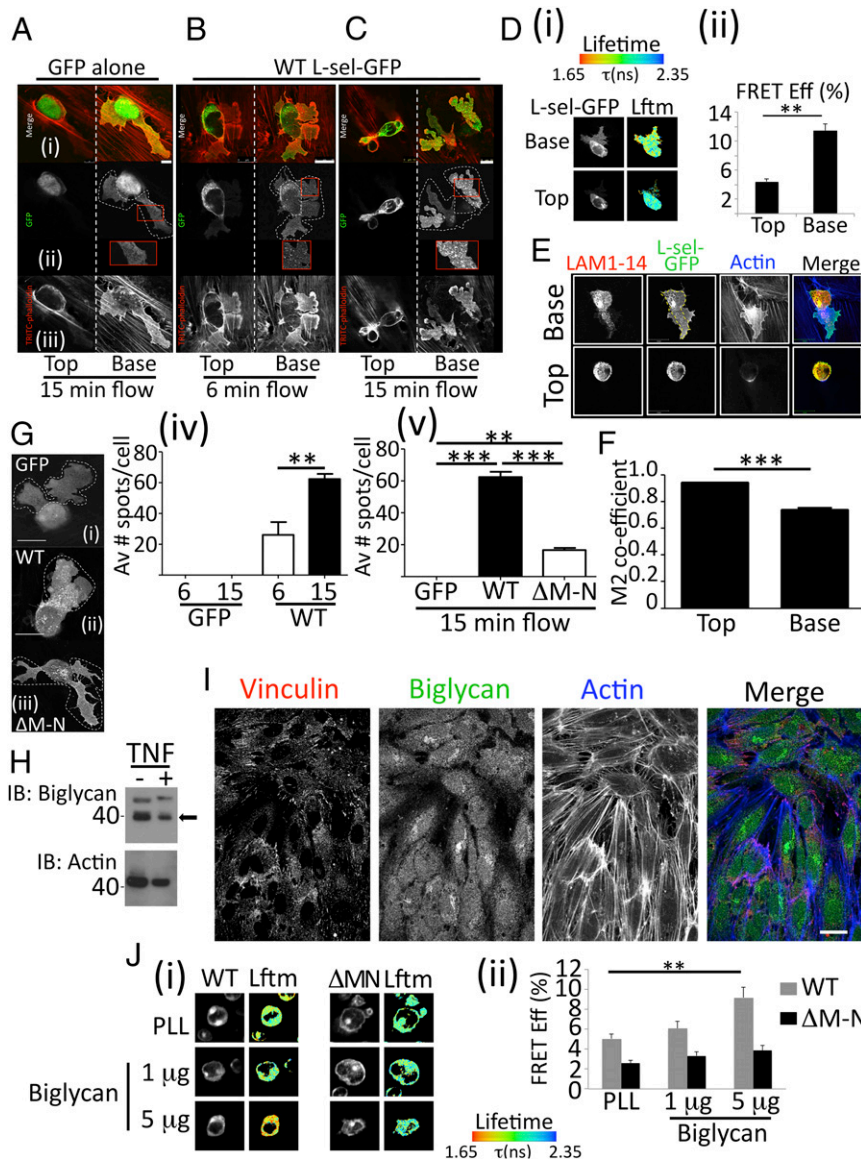 A
B
C
GFP alone
WT L-sel-GFP
Merge
(i)
GFP
(ii)
TRITC-phalloidin
(iii)
Top Base Top Base Top Base
15 min flow 6 min flow 15 min flow
D (i)
Lifetime
1.65 τ(ns) 2.35
L-sel-GFP Lftm
Base
Top
(ii)
FRET Eff (%)
**
16
14
12
10
8
6
4
2
0
Top Base
E
LAM1-14 L-sel-GFP Actin Merge
Base
Top
G
GFP
(i)
WT
(ii)
(iii)
ΔM-N
(iv)
Av # spots/cell
80
60
40
20
**
6 15 6 15
GFP WT
(v)
Av # spots/cell
80
60
40
20
**
*** ***
GFP WT ΔM-N
15 min flow
F
M2 co-efficient
1.0
0.8
0.6
0.4
0.2
0
***
Top Base
H
TNF
- +
IB: Biglycan
40
IB: Actin
40
I
Vinculin Biglycan Actin Merge
J
(i)
WT Lftm ΔMN Lftm
PLL
Biglycan
1 μg
5 μg
Lifetime
1.65 τ(ns) 2.35
(ii)
FRET Eff (%)
12
10
8
6
4
2
0
**
WT
ΔM-N
PLL 1 μg 5 μg
Biglycan